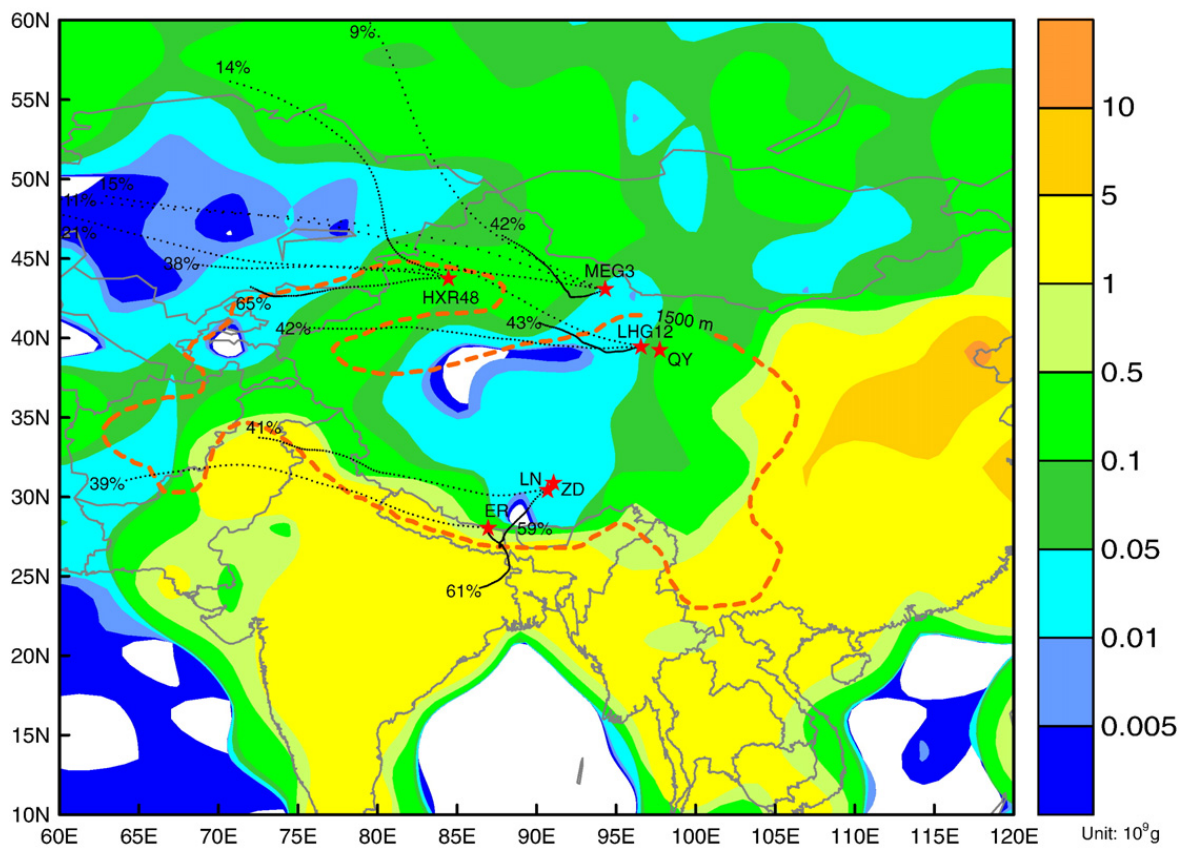 60N
9%
14%
10
55N
5
50N
15%
11%
42%
21%
45N
38%
MEG3
1
HXR48
65%
1500 m
43%
LHG12
42%
40N
QY
0.5
35N
41%
0.1
39%
LN
ZD
30N
ER
59%
0.05
25N
61%
0.01
20N
0.005
15N
10N
60E 65E 70E 75E 80E 85E 90E 95E 100E 105E 110E 115E 120E
Unit: 10⁹g